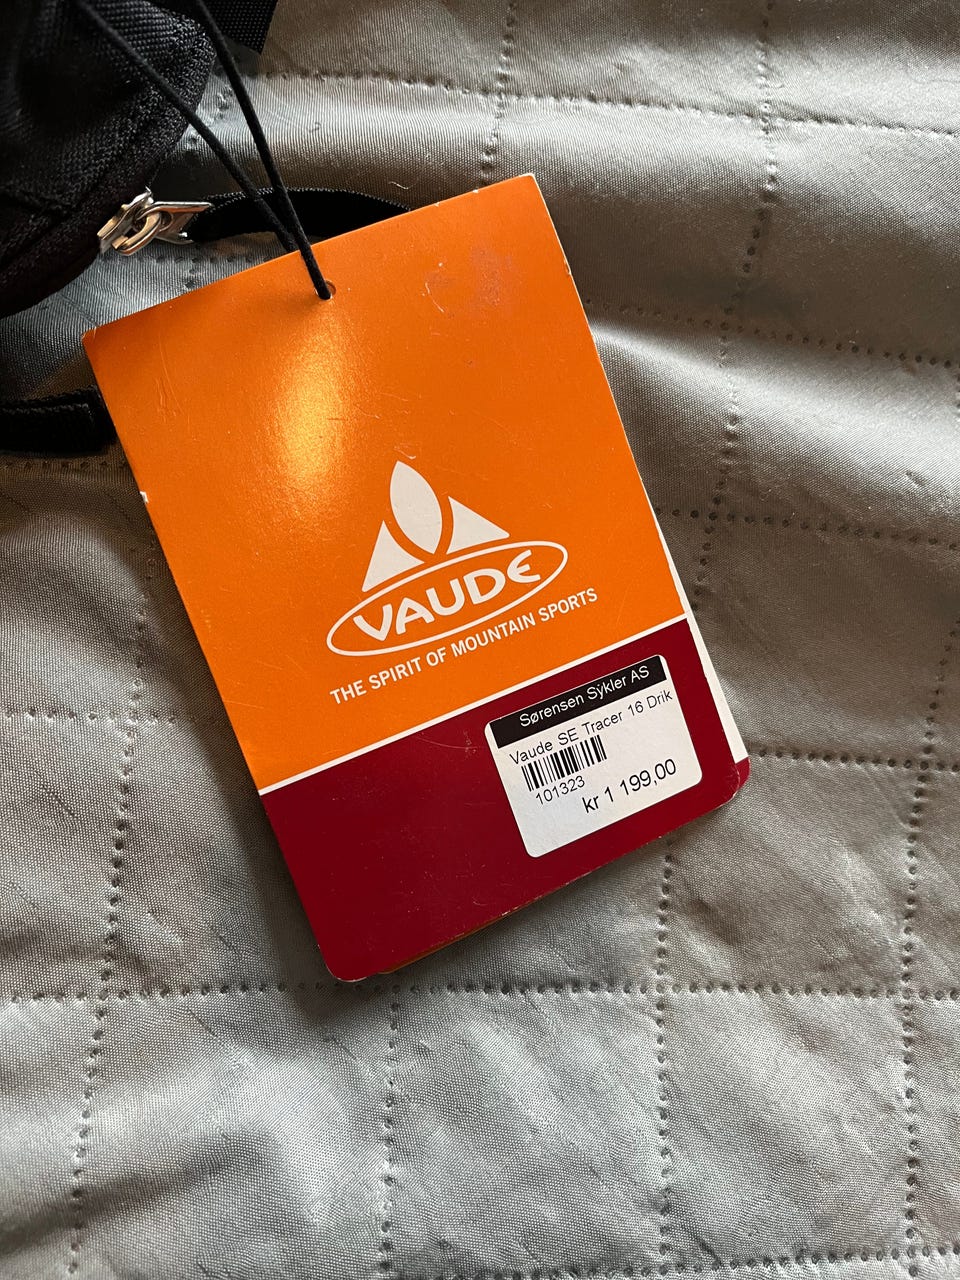 VAUDE
THE SPIRIT OF MOUNTAIN SPORTS
Sørensen Sykler AS
Vaude SE Tracer 16 Drik
101323
kr 1 199,00